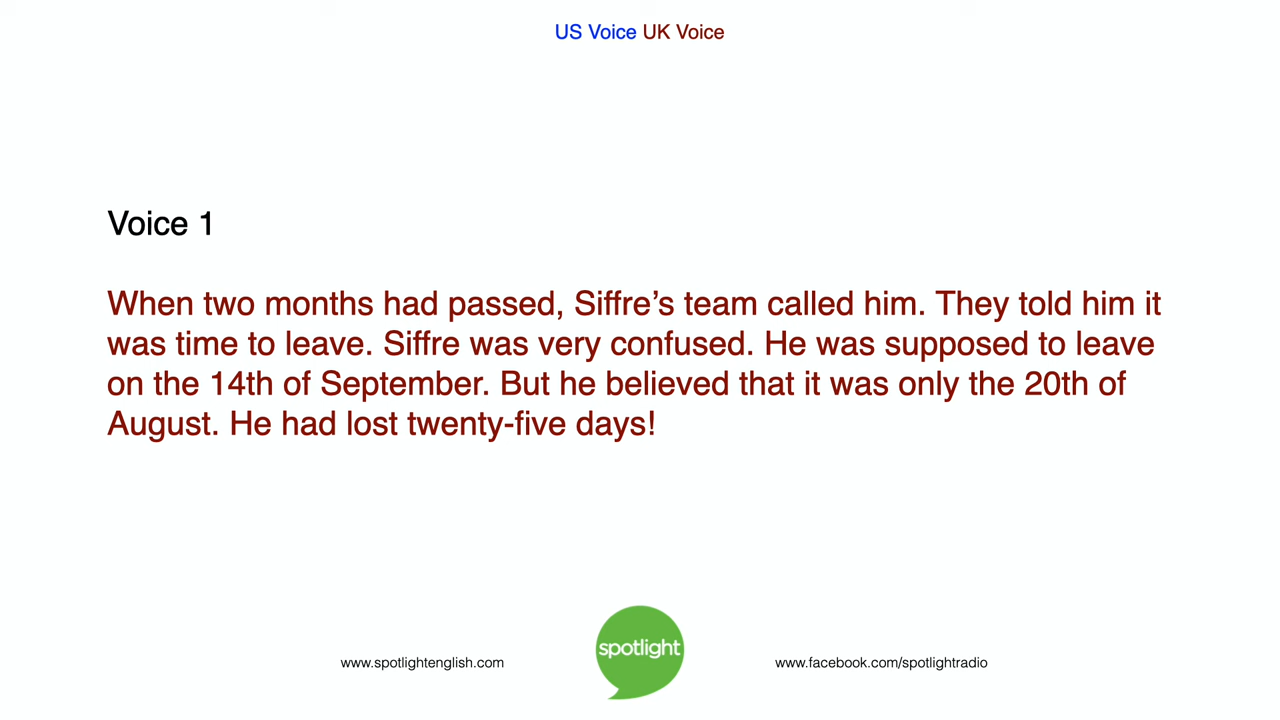 US Voice UK Voice
Voice 1
When two months had passed, Siffre’s team called him. They told him it
was time to leave. Siffre was very confused. He was supposed to leave
on the 14th of September. But he believed that it was only the 20th of
August. He had lost twenty-five days!
spotlight
www.spotlightenglish.com
www.facebook.com/spotlightradio